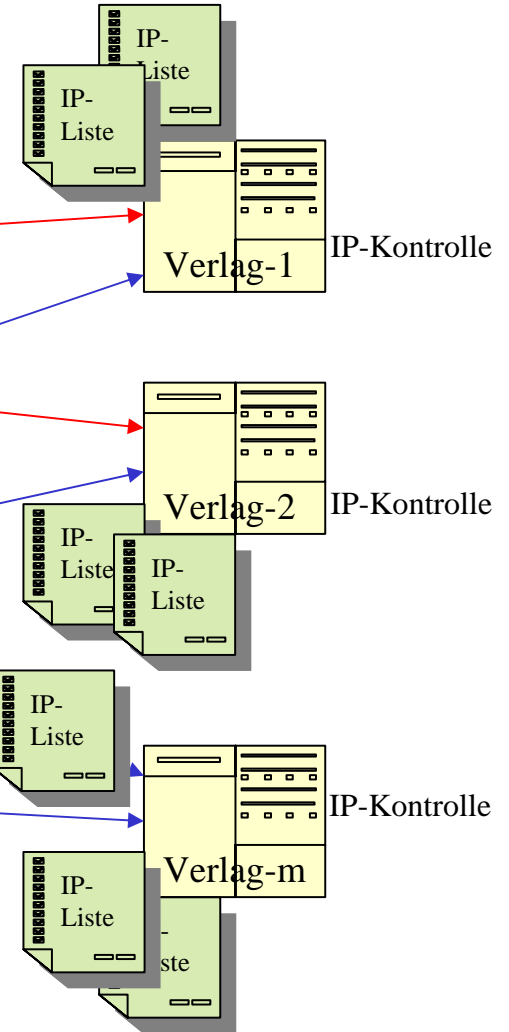 IP-
Liste
IP-
Liste
Verlag-1
IP-Kontrolle
Verlag-2
IP-Kontrolle
IP-
Liste
IP-
Liste
IP-
Liste
IP-Kontrolle
Verlag-m
IP-
Liste
-
ste